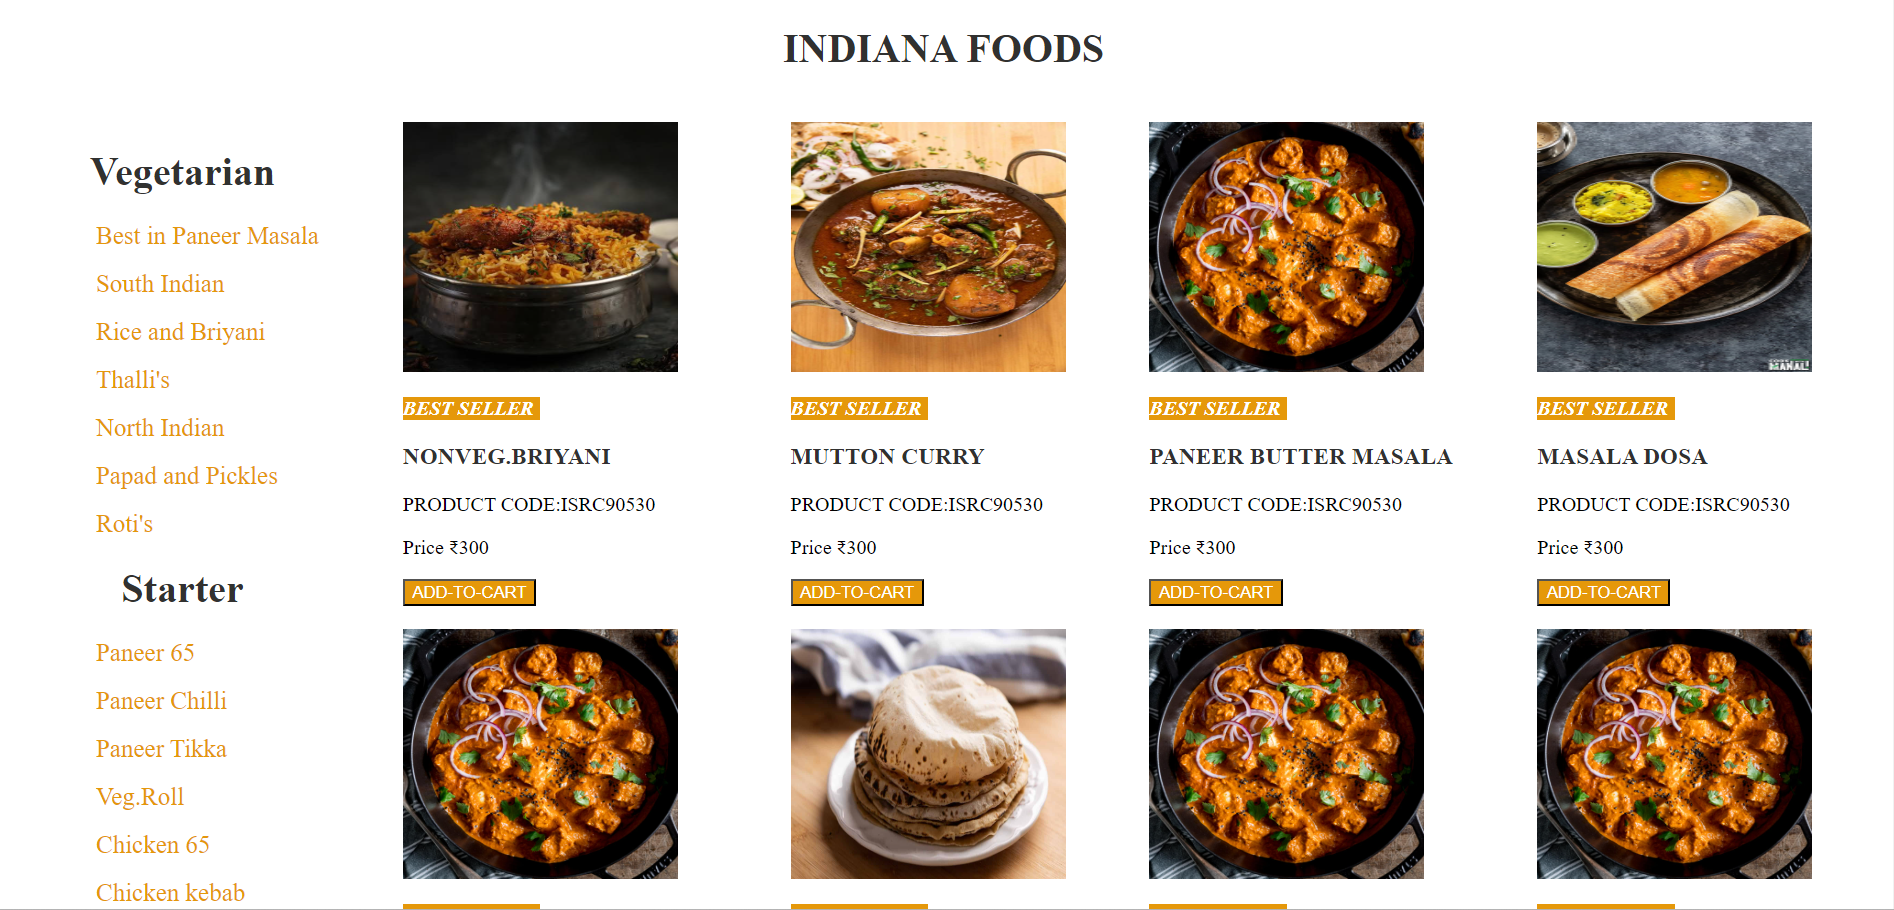 INDIANA FOODS
Vegetarian
Best in Paneer Masala
South Indian
Rice and Briyani
Thalli's
North Indian
Papad and Pickles
Roti's
Starter
Paneer 65
Paneer Chilli
Paneer Tikka
Veg.Roll
Chicken 65
Chicken kebab
BEST SELLER
NONVEG.BRIYANI
PRODUCT CODE:ISRC90530
Price ₹300
ADD-TO-CART
BEST SELLER
MUTTON CURRY
PRODUCT CODE:ISRC90530
Price ₹300
ADD-TO-CART
BEST SELLER
PANEER BUTTER MASALA
PRODUCT CODE:ISRC90530
Price ₹300
ADD-TO-CART
MANALI
BEST SELLER
MASALA DOSA
PRODUCT CODE:ISRC90530
Price ₹300
ADD-TO-CART